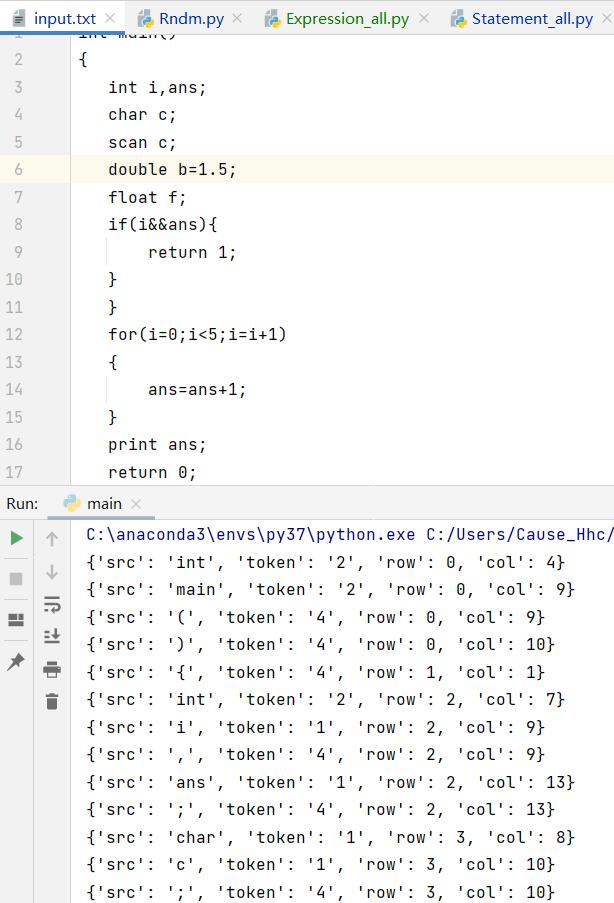 input.txt Rndm.py Expression_all.py Statement_all.py
1 int main()
2 {
3 int i,ans;
4 char c;
5 scan c;
6 double b=1.5;
7 float f;
8 if(i&&ans){
9 return 1;
10 }
11 }
12 for(i=0;i<5;i=i+1)
13 {
14 ans=ans+1;
15 }
16 print ans;
17 return 0;
Run: main
C:\anaconda3\envs\py37\python.exe C:/Users/Cause_Hhc/
{'src': 'int', 'token': '2', 'row': 0, 'col': 4}
{'src': 'main', 'token': '2', 'row': 0, 'col': 9}
{'src': '(', 'token': '4', 'row': 0, 'col': 9}
{'src': ')', 'token': '4', 'row': 0, 'col': 10}
{'src': '{', 'token': '4', 'row': 1, 'col': 1}
{'src': 'int', 'token': '2', 'row': 2, 'col': 7}
{'src': 'i', 'token': '1', 'row': 2, 'col': 9}
{'src': ',', 'token': '4', 'row': 2, 'col': 9}
{'src': 'ans', 'token': '1', 'row': 2, 'col': 13}
{'src': ';', 'token': '4', 'row': 2, 'col': 13}
{'src': 'char', 'token': '1', 'row': 3, 'col': 8}
{'src': 'c', 'token': '1', 'row': 3, 'col': 10}
{'src': ';', 'token': '4', 'row': 3, 'col': 10}